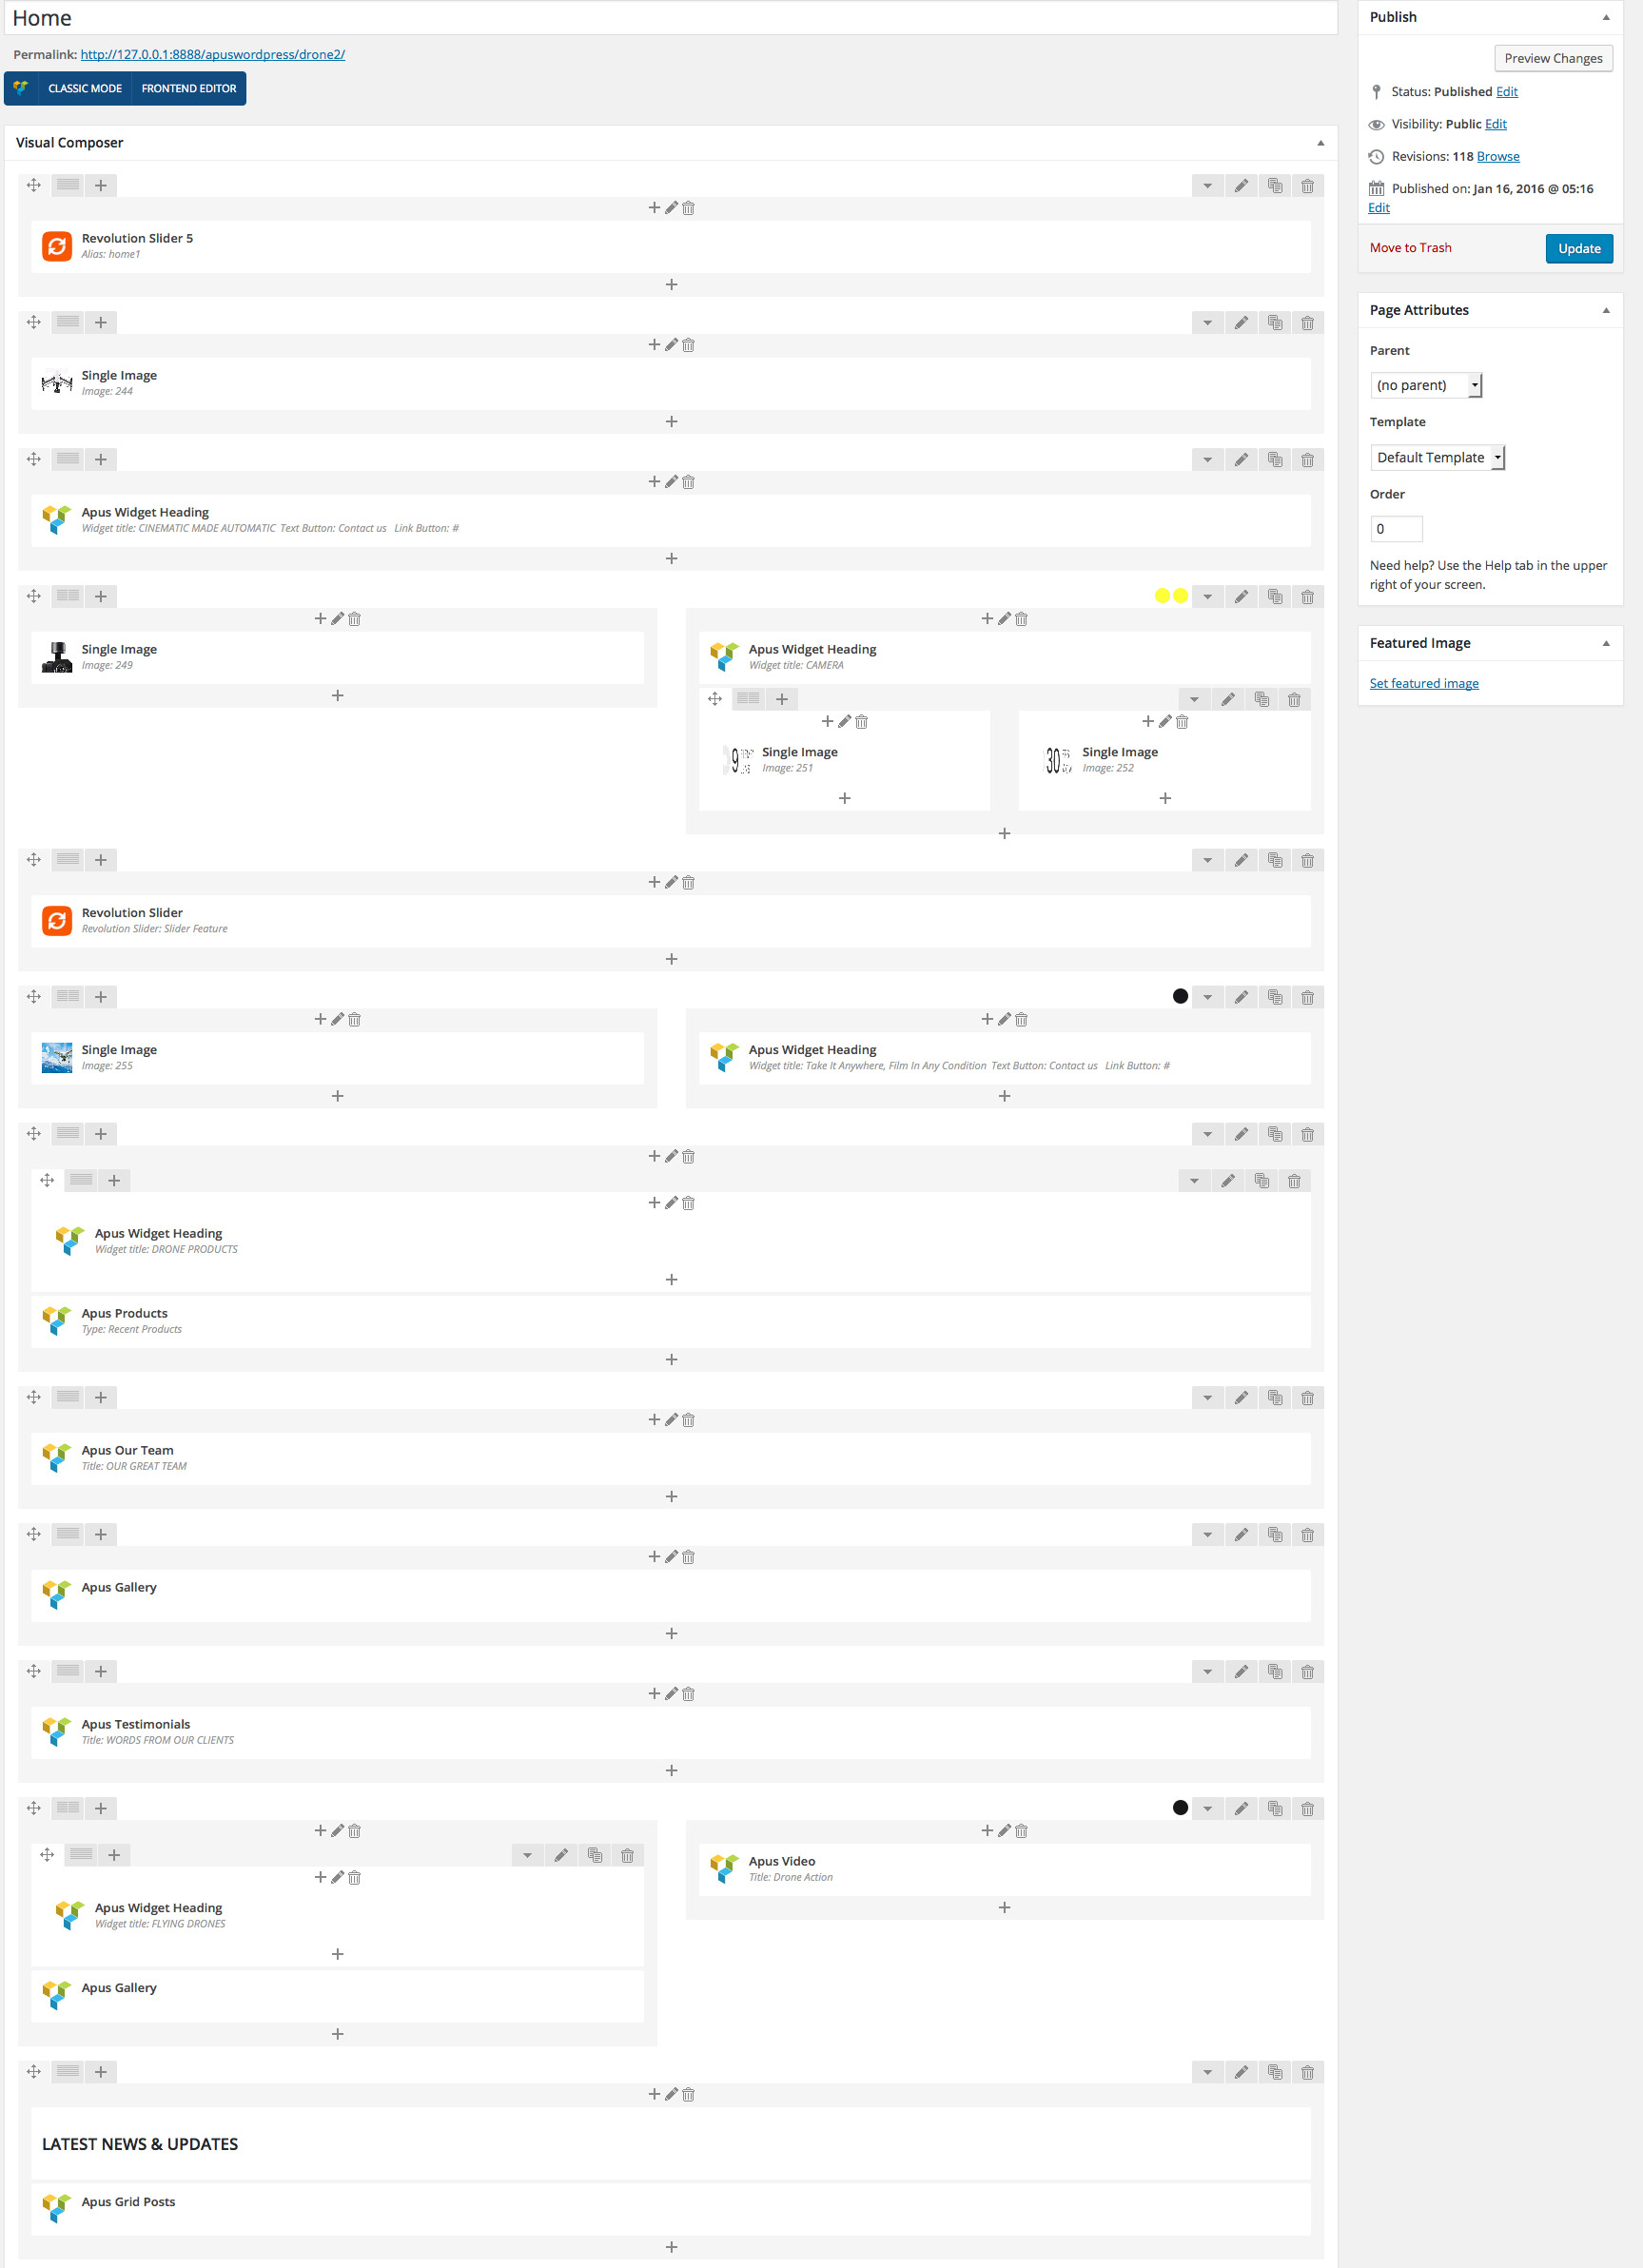 Home
Permalink: http://127.0.0.1:8888/apuswordpress/drone2/
CLASSIC MODE
FRONTEND EDITOR
Visual Composer
Revolution Slider 5
Alias: home1
Single Image
Image: 244
Apus Widget Heading
Widget title: CINEMATIC MADE AUTOMATIC Text Button: Contact us Link Button: #
Single Image
Image: 249
Apus Widget Heading
Widget title: CAMERA
9
Single Image
Image: 251
30
Single Image
Image: 252
Revolution Slider
Revolution Slider: Slider Feature
Single Image
Image: 255
Apus Widget Heading
Widget title: Take It Anywhere, Film In Any Condition Text Button: Contact us Link Button: #
Apus Widget Heading
Widget title: DRONE PRODUCTS
Apus Products
Type: Recent Products
Apus Our Team
Title: OUR GREAT TEAM
Apus Gallery
Apus Testimonials
Title: WORDS FROM OUR CLIENTS
Apus Widget Heading
Widget title: FLYING DRONES
Apus Gallery
Apus Video
Title: Drone Action
LATEST NEWS & UPDATES
Apus Grid Posts
Publish
Preview Changes
Status: Published Edit
Visibility: Public Edit
Revisions: 118 Browse
Published on: Jan 16, 2016 @ 05:16
Edit
Move to Trash
Update
Page Attributes
Parent
(no parent)
Template
Default Template
Order
0
Need help? Use the Help tab in the upper
right of your screen.
Featured Image
Set featured image